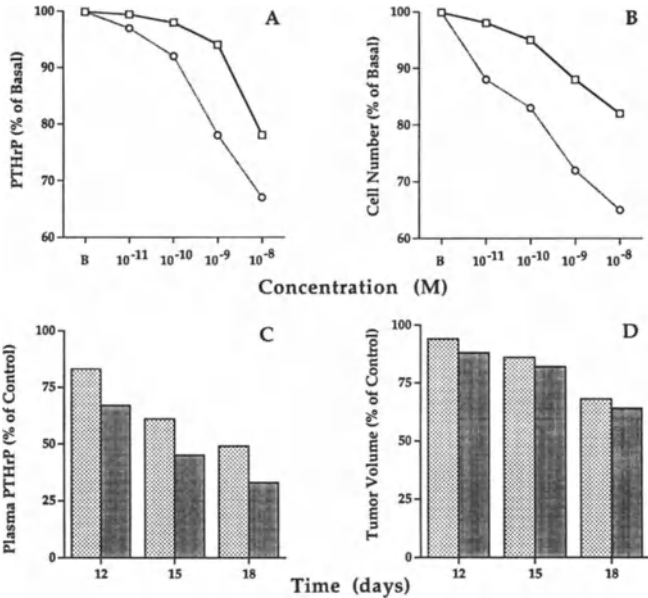 A
PTHrP (% of Basal)
100
90
80
70
60
B
10-11
10-10
10-9
10-8
B
Cell Number (% of Basal)
100
90
80
70
60
B
10-11
10-10
10-9
10-8
Concentration (M)
C
Plasma PTHrP (% of Control)
100
75
50
25
0
12
15
18
D
Tumor Volume (% of Control)
100
75
50
25
0
12
15
18
Time (days)